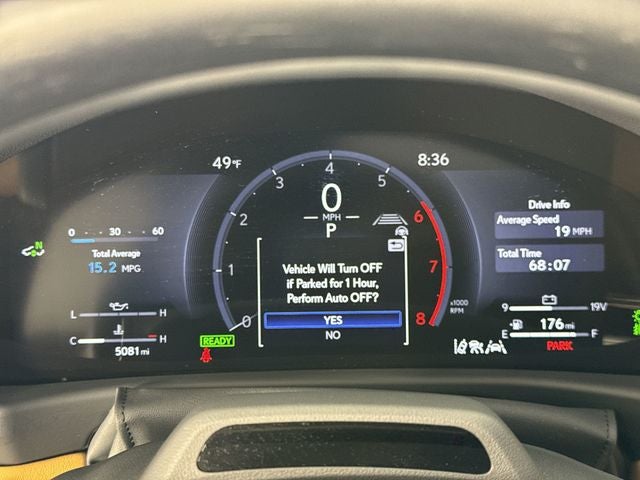 49°F
8:36
0 1 2 3 4 5 6 7 8
x1000
RPM
0
MPH
P
Vehicle Will Turn OFF
if Parked for 1 Hour,
Perform Auto OFF?
YES
NO
N
0 30 60
Total Average
15.2 MPG
L H
C H
5081 mi
READY
Drive Info
Average Speed
19 MPH
Total Time
68:07
9 19V
176 mi
E F
PARK